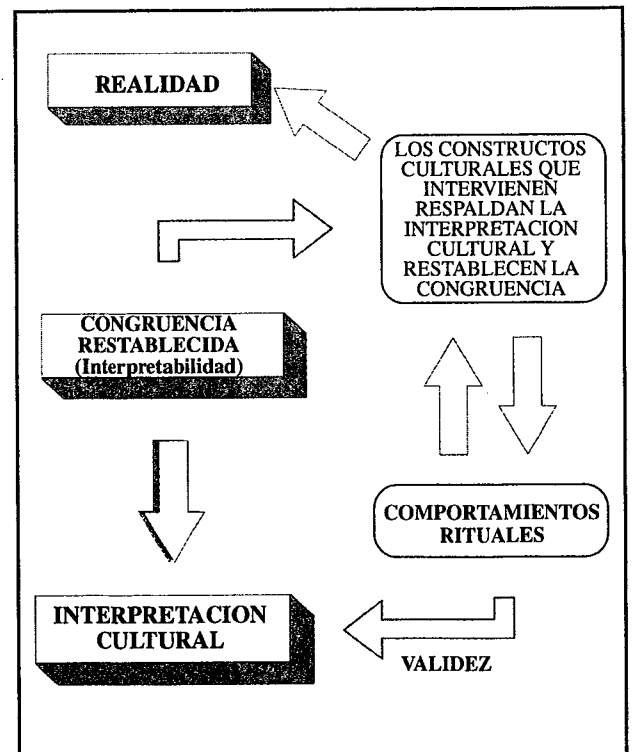 REALIDAD
LOS CONSTRUCTOS
CULTURALES QUE
INTERVIENEN
RESPALDAN LA
INTERPRETACION
CULTURAL Y
RESTABLECEN LA
CONGRUENCIA
CONGRUENCIA
RESTABLECIDA
(Interpretabilidad)
COMPORTAMIENTOS
RITUALES
INTERPRETACION
CULTURAL
VALIDEZ